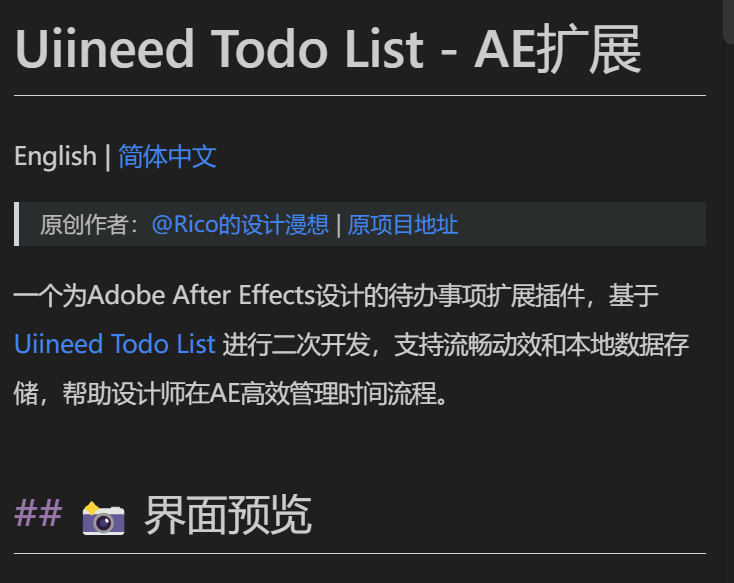 Uiineed Todo List - AE扩展
English | 简体中文
原创作者：@Rico的设计漫想 | 原项目地址
一个为Adobe After Effects设计的待办事项扩展插件，基于
Uiineed Todo List 进行二次开发，支持流畅动效和本地数据存
储，帮助设计师在AE高效管理时间流程。
## 📸 界面预览